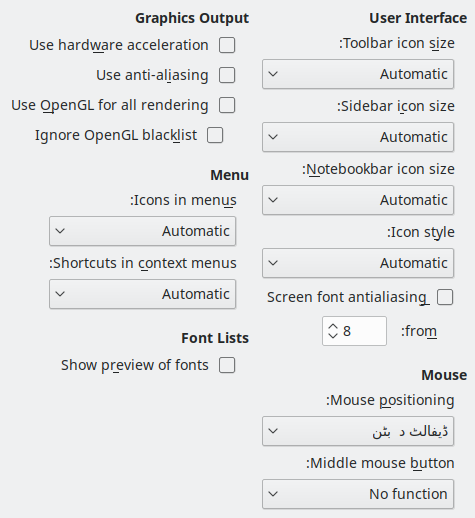 User Interface
:Toolbar icon size
Automatic
:Sidebar icon size
Automatic
:Notebookbar icon size
Automatic
:Icon style
Automatic
Screen font antialiasing
:from
8
Mouse
:Mouse positioning
ڈیفالٹ د بٹن
:Middle mouse button
No function
Graphics Output
Use hardware acceleration
Use anti-aliasing
Use OpenGL for all rendering
Ignore OpenGL blacklist
Menu
:Icons in menus
Automatic
:Shortcuts in context menus
Automatic
Font Lists
Show preview of fonts